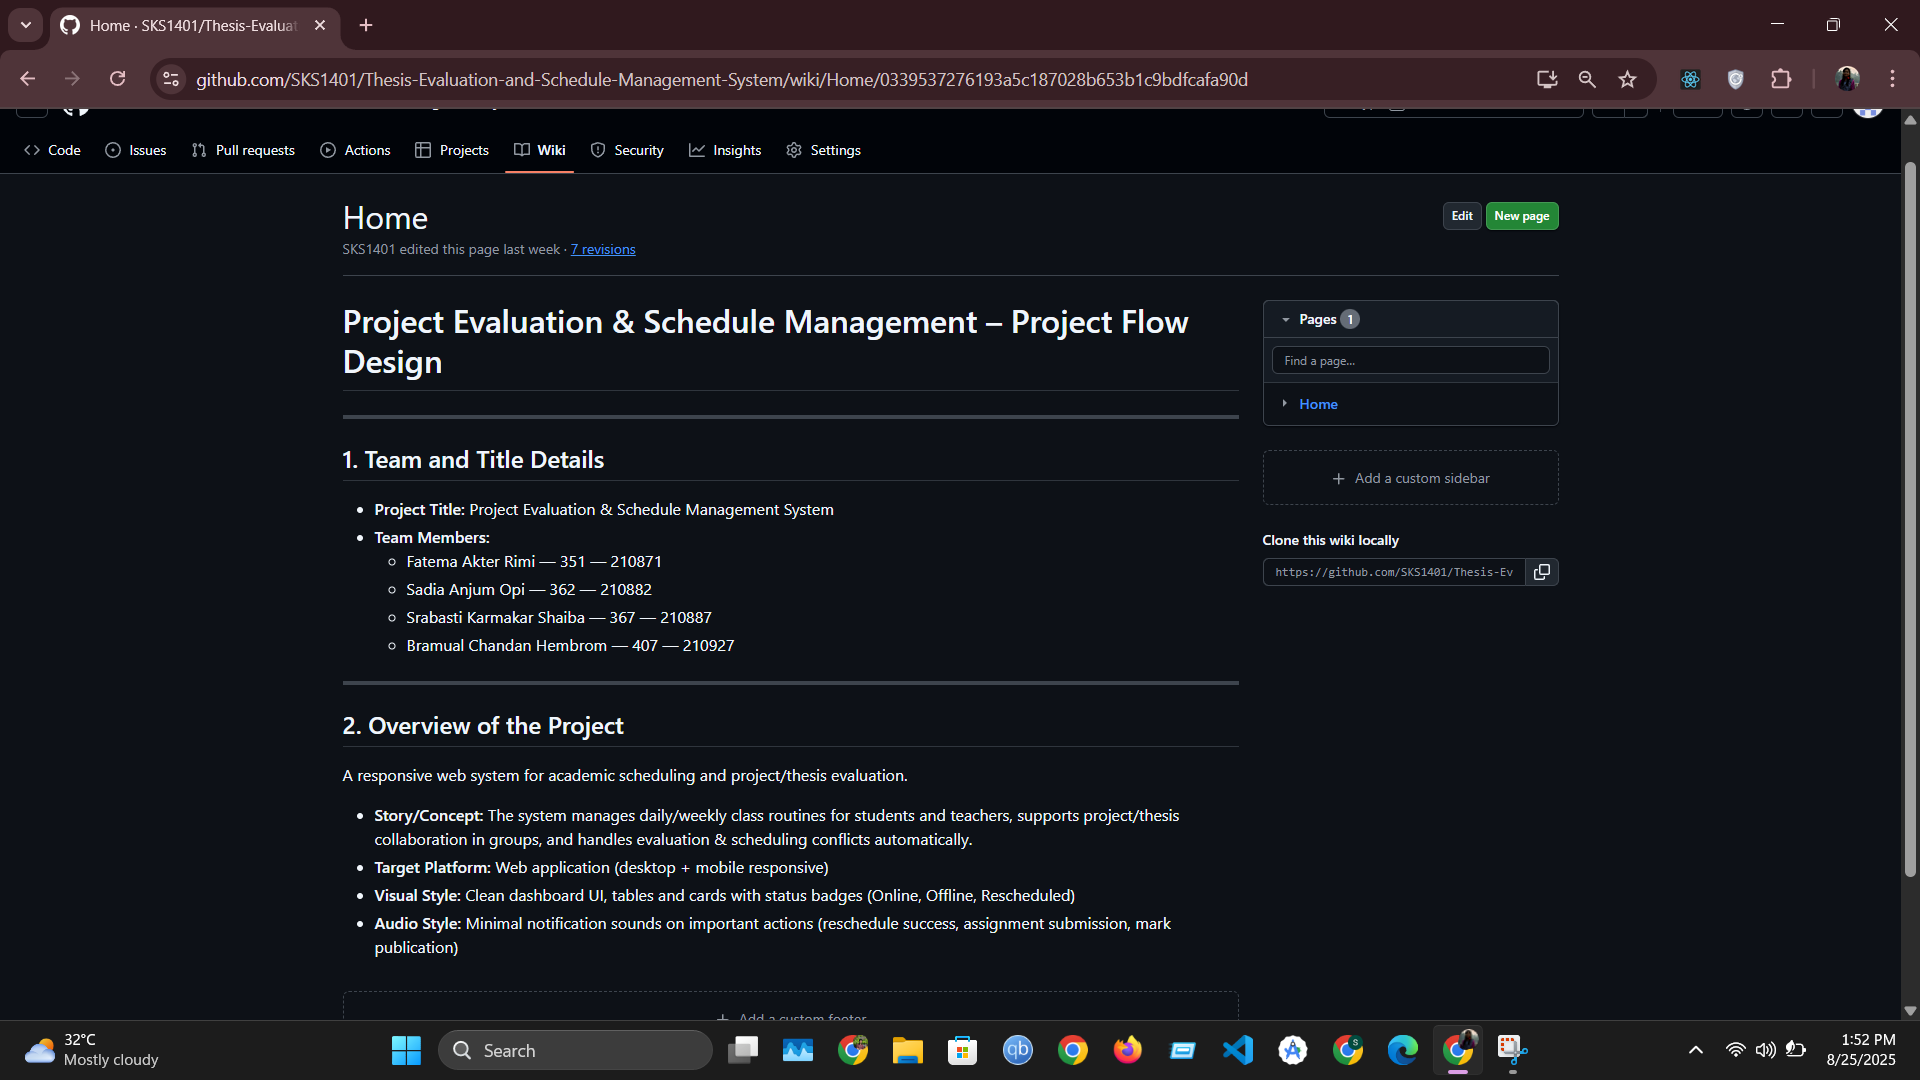 Home · SKS1401/Thesis-Evaluat
github.com/SKS1401/Thesis-Evaluation-and-Schedule-Management-System/wiki/Home/0339537276193a5c187028b653b1c9bdfcafa90d
Code Issues Pull requests Actions Projects Wiki Security Insights Settings
Home
Edit New page
SKS1401 edited this page last week · 7 revisions
Project Evaluation & Schedule Management – Project Flow
Design
1. Team and Title Details
• Project Title: Project Evaluation & Schedule Management System
• Team Members:
○ Fatema Akter Rimi — 351 — 210871
○ Sadia Anjum Opi — 362 — 210882
○ Srabasti Karmakar Shaiba — 367 — 210887
○ Bramual Chandan Hembrom — 407 — 210927
2. Overview of the Project
A responsive web system for academic scheduling and project/thesis evaluation.
• Story/Concept: The system manages daily/weekly class routines for students and teachers, supports project/thesis
collaboration in groups, and handles evaluation & scheduling conflicts automatically.
• Target Platform: Web application (desktop + mobile responsive)
• Visual Style: Clean dashboard UI, tables and cards with status badges (Online, Offline, Rescheduled)
• Audio Style: Minimal notification sounds on important actions (reschedule success, assignment submission, mark
publication)
+ Add a custom footer
Pages 1
Find a page...
Home
+ Add a custom sidebar
Clone this wiki locally
https://github.com/SKS1401/Thesis-Ev
32°C
Mostly cloudy
Search
qb
S
1:52 PM
8/25/2025